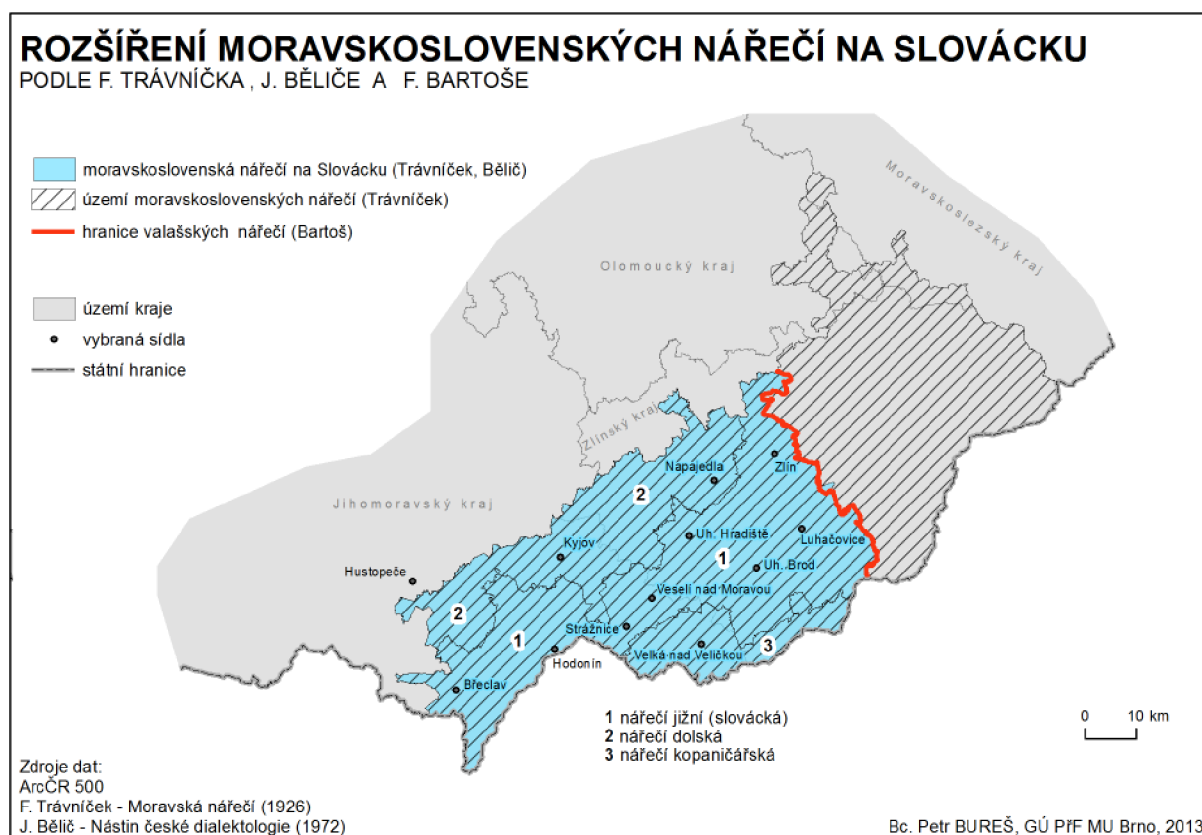 ROZŠÍŘENÍ MORAVSKOSLOVENSKÝCH NÁŘEČÍ NA SLOVÁCKU
PODLE F. TRÁVNÍČKA , J. BĚLIČE A F. BARTOŠE
moravskoslovenská nářečí na Slovácku (Trávníček, Bělič)
území moravskoslovenských nářečí (Trávníček)
hranice valašských nářečí (Bartoš)
území kraje
vybraná sídla
státní hranice
Moravskoslezský kraj
Olomoucký kraj
Zlínský kraj
Jihomoravský kraj
Napajedla
Zlín
2
Kyjov
Uh. Hradiště
Luhačovice
1
Uh. Brod
Hustopeče
Veselí nad Moravou
2
Strážnice
1
Hodonín
Velká nad Veličkou
3
Břeclav
1 nářečí jižní (slovácká)
2 nářečí dolská
3 nářečí kopaničářská
0 10 km
Zdroje dat:
ArcČR 500
F. Trávníček - Moravská nářečí (1926)
J. Bělič - Nástin české dialektologie (1972)
Bc. Petr BUREŠ, GÚ PřF MU Brno, 2013